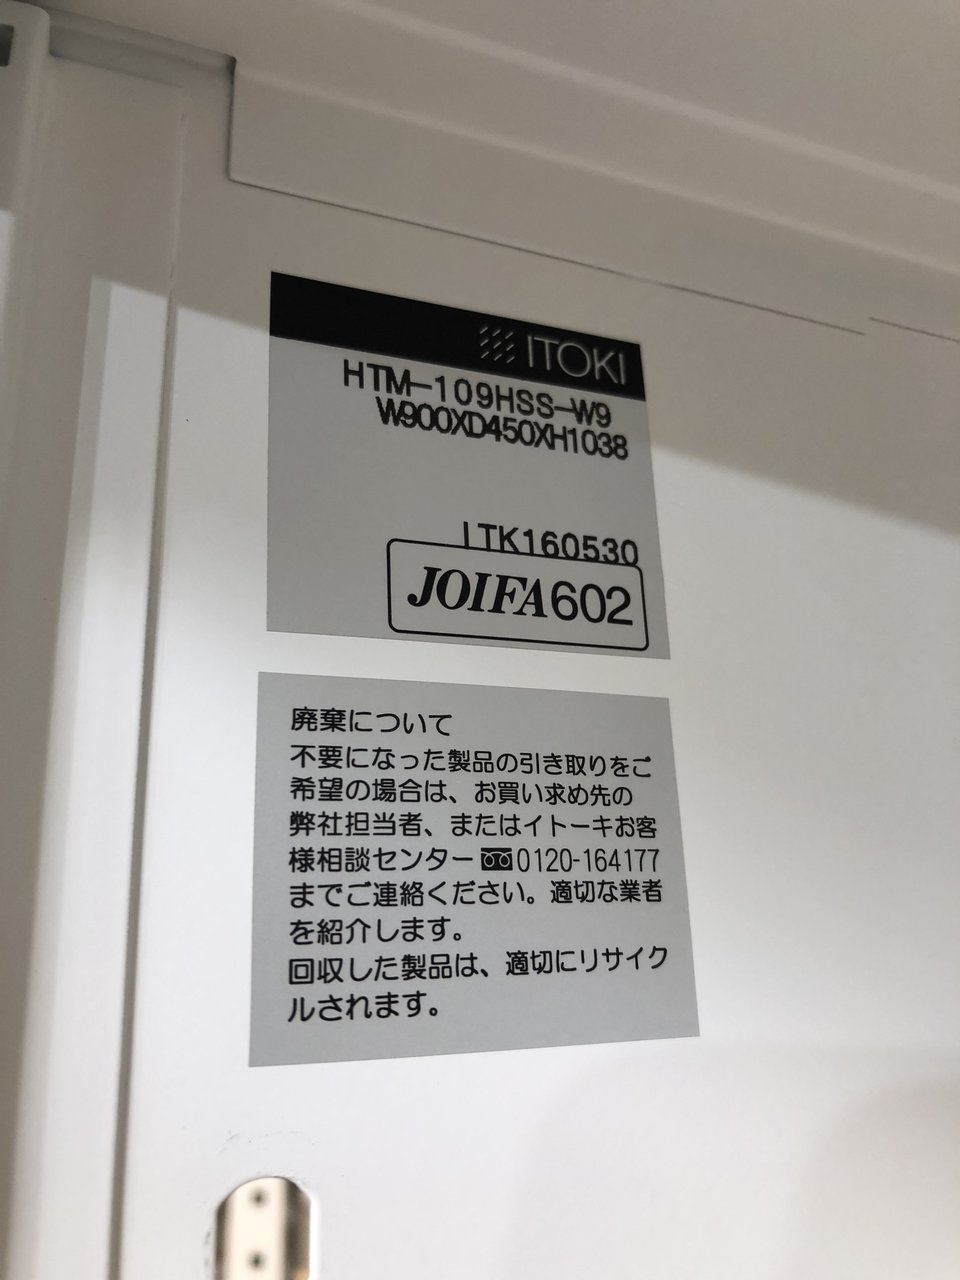 ITOKI
HTM-109HSS-W9
W900XD450XH1038
ITK160530
JOIFA602
廃棄について
不要になった製品の引き取りをご
希望の場合は、お買い求め先の
弊社担当者、またはイトーキお客
様相談センター 0120-164177
までご連絡ください。適切な業者
を紹介します。
回収した製品は、適切にリサイク
ルされます。